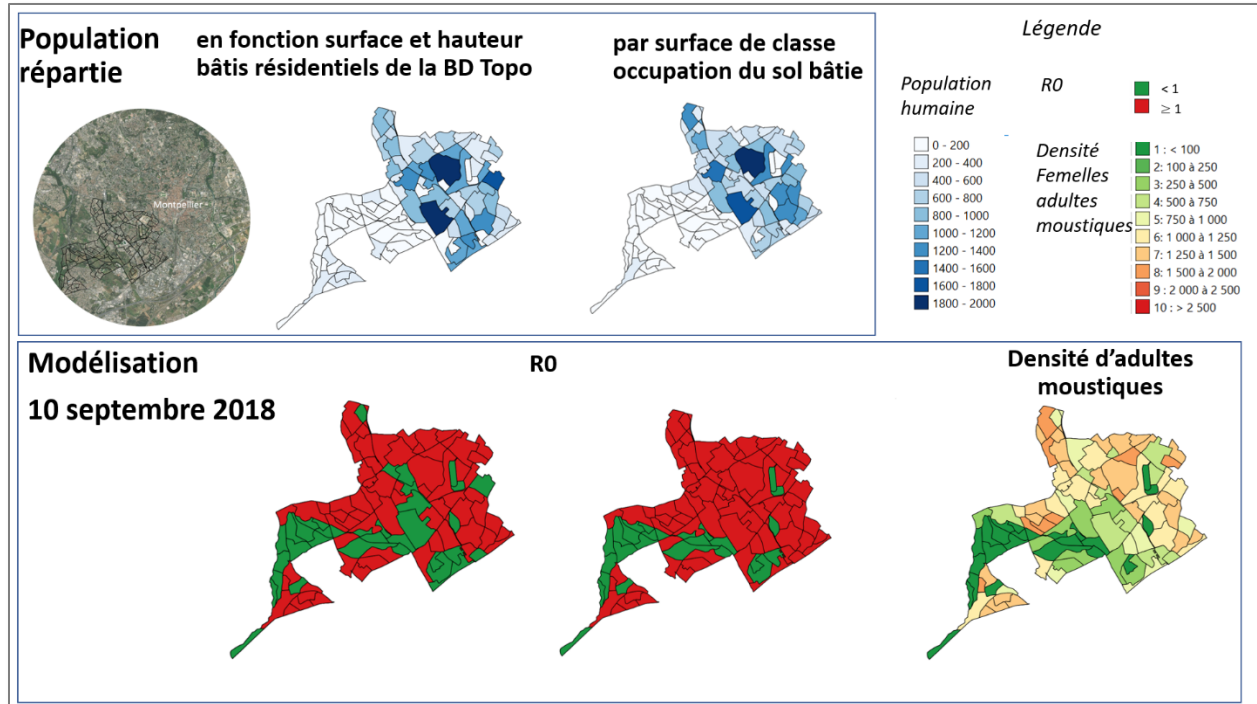 Population
répartie
en fonction surface et hauteur
bâtis résidentiels de la BD Topo
par surface de classe
occupation du sol bâtie
Montpellier
Légende
Population
humaine
0 - 200
200 - 400
400 - 600
600 - 800
800 - 1000
1000 - 1200
1200 - 1400
1400 - 1600
1600 - 1800
1800 - 2000
R0
< 1
≥ 1
Densité
Femelles
adultes
moustiques
1 : < 100
2: 100 à 250
3: 250 à 500
4: 500 à 750
5: 750 à 1 000
6: 1 000 à 1 250
7: 1 250 à 1 500
8: 1 500 à 2 000
9 : 2 000 à 2 500
10 : > 2 500
Modélisation
10 septembre 2018
R0
Densité d'adultes
moustiques